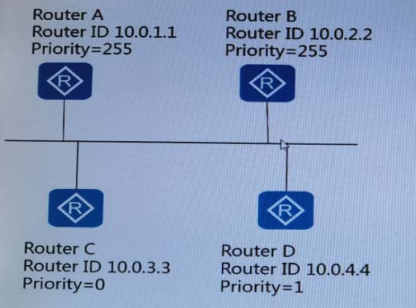 Router A
Router ID 10.0.1.1
Priority=255
R
Router B
Router ID 10.0.2.2
Priority=255
R
R
Router C
Router ID 10.0.3.3
Priority=0
R
Router D
Router ID 10.0.4.4
Priority=1